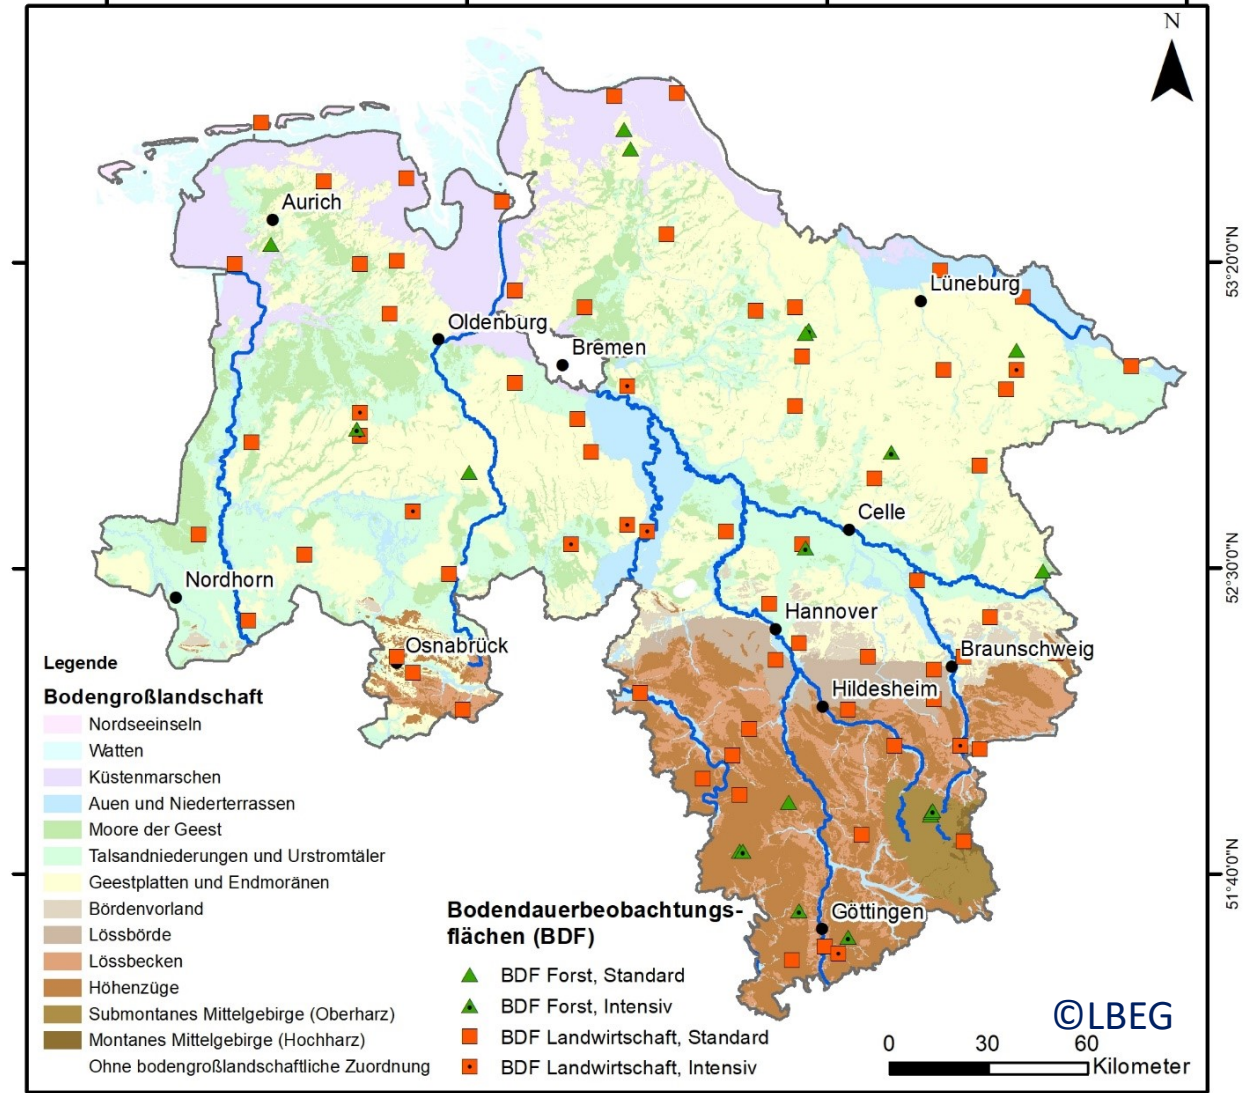 N
Aurich
Oldenburg
Bremen
Lüneburg
53°20'0"N
Celle
Nordhorn
52°30'0"N
Osnabrück
Hannover
Braunschweig
Hildesheim
51°40'0"N
Göttingen
Legende
Bodengroßlandschaft
Nordseeinseln
Watten
Küstenmarschen
Auen und Niederterrassen
Moore der Geest
Talsandniederungen und Urstromtäler
Geestplatten und Endmoränen
Bördenvorland
Lössbörde
Lössbecken
Höhenzüge
Submontanes Mittelgebirge (Oberharz)
Montanes Mittelgebirge (Hochharz)
Ohne bodengroßlandschaftliche Zuordnung
Bodendauerbeobachtungs-
flächen (BDF)
BDF Forst, Standard
BDF Forst, Intensiv
BDF Landwirtschaft, Standard
BDF Landwirtschaft, Intensiv
©LBEG
0 30 60
Kilometer